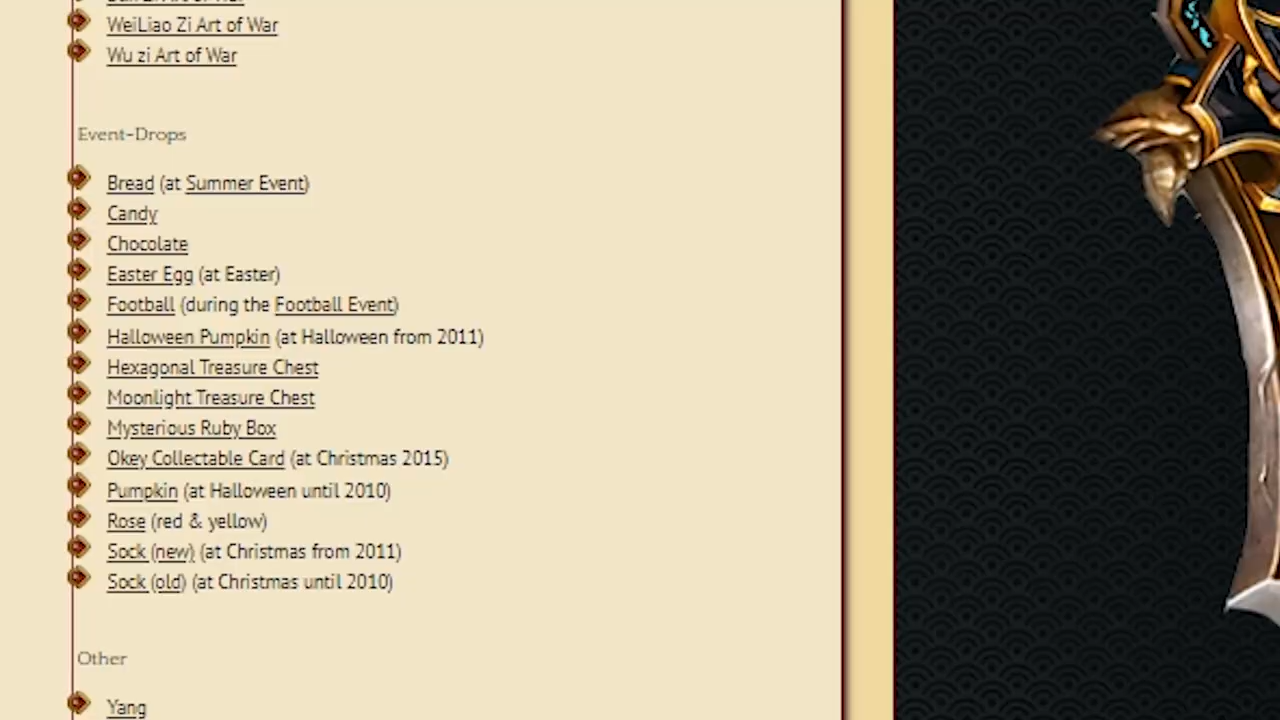 WeiLiao Zi Art of War
Wu zi Art of War
Event-Drops
Bread (at Summer Event)
Candy
Chocolate
Easter Egg (at Easter)
Football (during the Football Event)
Halloween Pumpkin (at Halloween from 2011)
Hexagonal Treasure Chest
Moonlight Treasure Chest
Mysterious Ruby Box
Okey Collectable Card (at Christmas 2015)
Pumpkin (at Halloween until 2010)
Rose (red & yellow)
Sock (new) (at Christmas from 2011)
Sock (old) (at Christmas until 2010)
Other
Yang